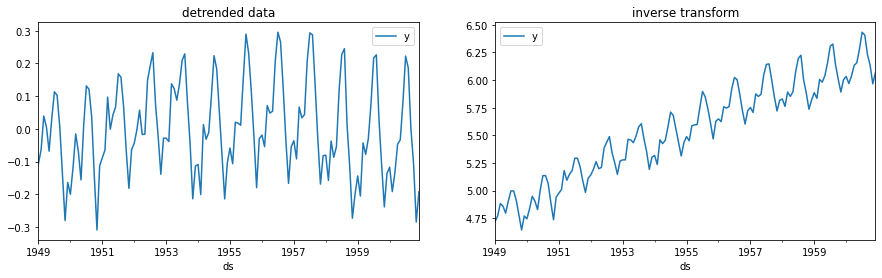 detrended data
y
0.3
0.2
0.1
0.0
−0.1
−0.2
−0.3
1949 1951 1953 1955 1957 1959
ds
inverse transform
y
6.50
6.25
6.00
5.75
5.50
5.25
5.00
4.75
1949 1951 1953 1955 1957 1959
ds